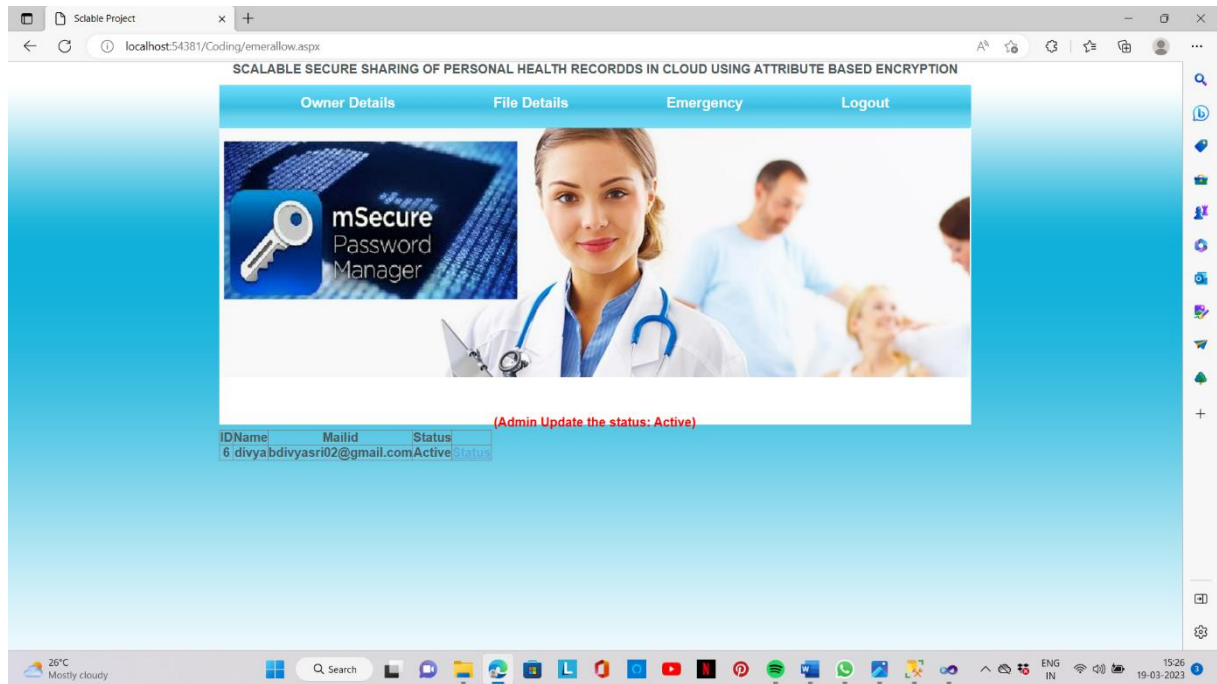 Sclable Project
localhost:54381/Coding/emerallow.aspx
SCALABLE SECURE SHARING OF PERSONAL HEALTH RECORDDS IN CLOUD USING ATTRIBUTE BASED ENCRYPTION
Owner Details File Details Emergency Logout
mSecure
mSecure
Password
Manager
(Admin Update the status: Active)
ID Name Mailid Status
6 divya bdivyasri02@gmail.com Active Status
26°C
Mostly cloudy
Search
ENG
IN
15:26
19-03-2023
3